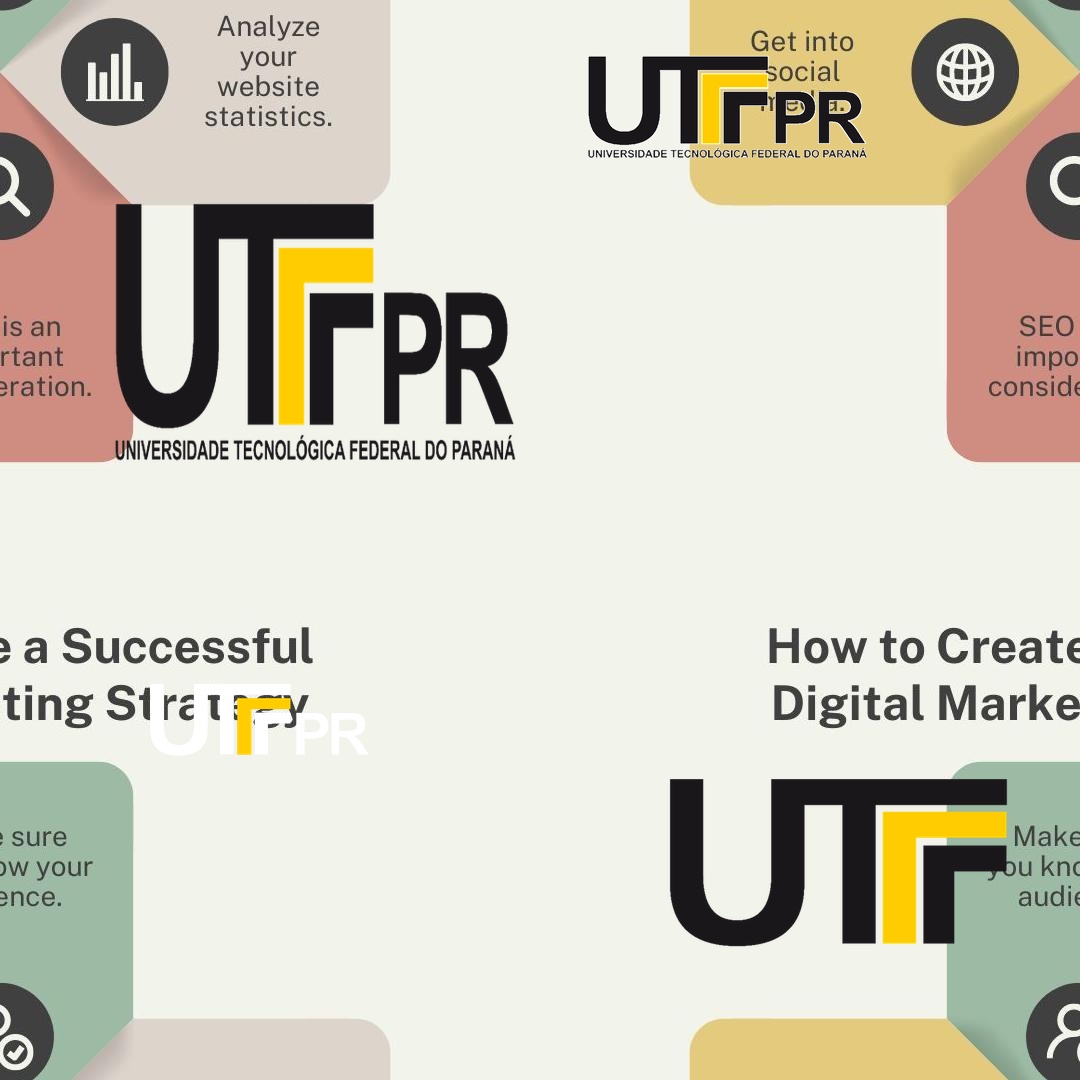 Analyze
your
website
statistics.
Get into
social
media.
UTFPR
UNIVERSIDADE TECNOLÓGICA FEDERAL DO PARANÁ
is an
rtant
eration.
UTFPR
UNIVERSIDADE TECNOLÓGICA FEDERAL DO PARANÁ
SEO
impo
conside
e a Successful
ting Strategy
UTFPR
How to Create
Digital Marke
e sure
ow your
ence.
UTF
Make
you kno
audie